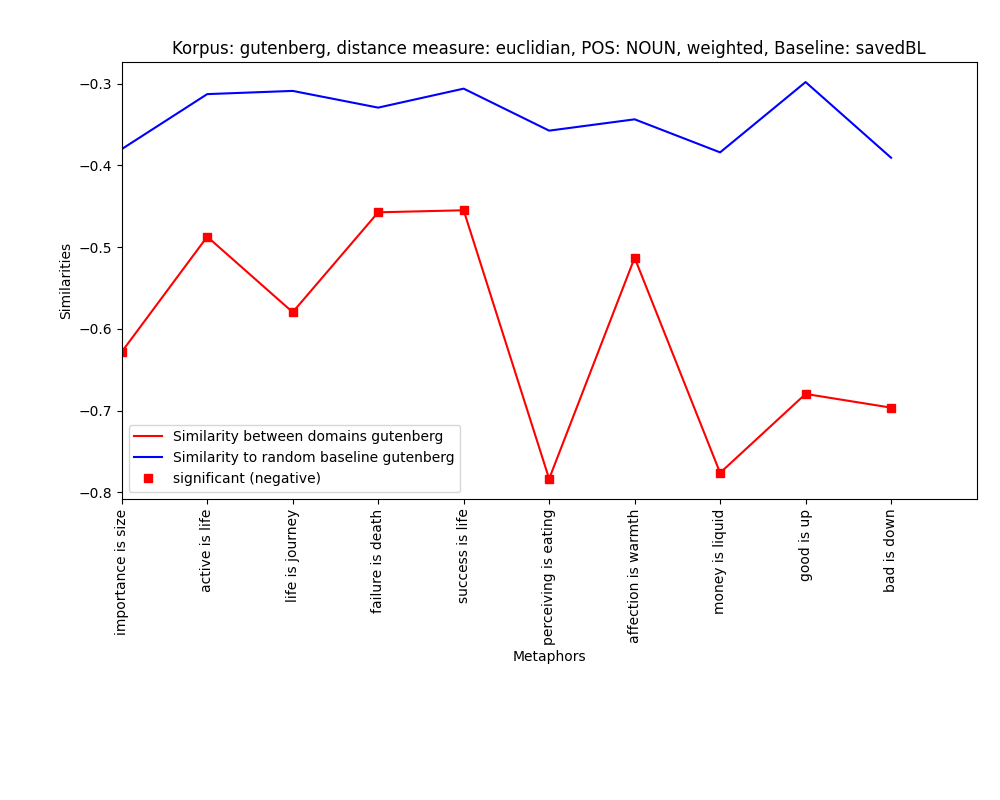 Korpus: gutenberg, distance measure: euclidian, POS: NOUN, weighted, Baseline: savedBL
−0.3
−0.4
−0.5
−0.6
−0.7
−0.8
Similarities
Similarity between domains gutenberg
Similarity to random baseline gutenberg
significant (negative)
importance is size
active is life
life is journey
failure is death
success is life
perceiving is eating
affection is warmth
money is liquid
good is up
bad is down
Metaphors